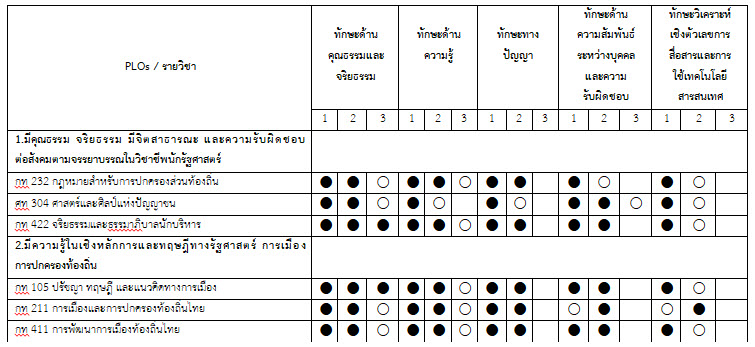 PLOs / รายวิชา
ทักษะด้าน
คุณธรรมและ
จริยธรรม
ทักษะด้าน
ความรู้
ทักษะทาง
ปัญญา
ทักษะด้าน
ความสัมพันธ์
ระหว่างบุคคล
และความ
รับผิดชอบ
ทักษะวิเคราะห์
เชิงตัวเลขการ
สื่อสารและการ
ใช้เทคโนโลยี
สารสนเทศ
1 2 3 1 2 3 1 2 3 1 2 3 1 2 3
1.มีคุณธรรม จริยธรรม มีจิตสาธารณะ และความรับผิดชอบ
ต่อสังคมตามจรรยาบรรณในวิชาชีพนักรัฐศาสตร์
กท 232 กฎหมายสำหรับการปกครองส่วนท้องถิ่น ● ● ○ ● ● ○ ● ● ● ○ ● ○
ศท 304 ศาสตร์และศิลป์แห่งปัญญาชน ● ● ○ ● ○ ● ○ ● ● ○ ● ○
กท 422 จริยธรรมและธรรมาภิบาลนักบริหาร ● ● ● ● ● ○ ● ● ● ● ● ○
2.มีความรู้ในเชิงหลักการและทฤษฎีทางรัฐศาสตร์ การเมือง
การปกครองท้องถิ่น
กท 105 ปรัชญา ทฤษฎี และแนวคิดทางการเมือง ● ● ● ● ● ○ ● ● ● ● ● ○
กท 211 การเมืองและการปกครองท้องถิ่นไทย ● ● ○ ● ● ○ ● ● ○ ● ○ ●
กท 411 การพัฒนาการเมืองท้องถิ่นไทย ● ● ○ ● ● ○ ● ● ● ● ● ○